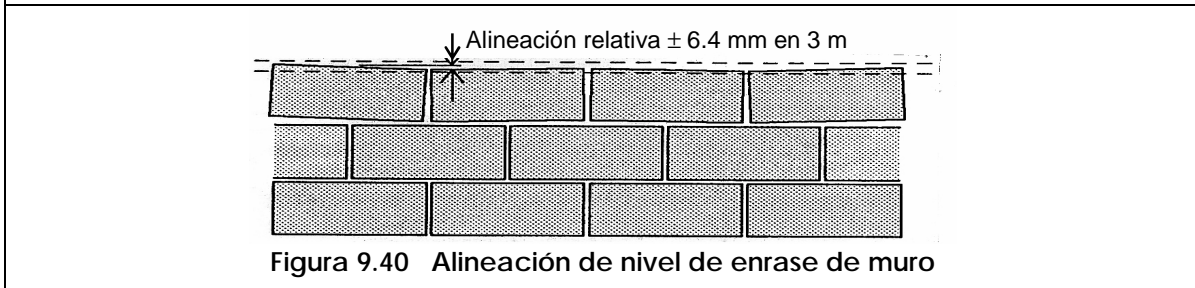 Alineación relativa ± 6.4 mm en 3 m
Figura 9.40 Alineación de nivel de enrase de muro